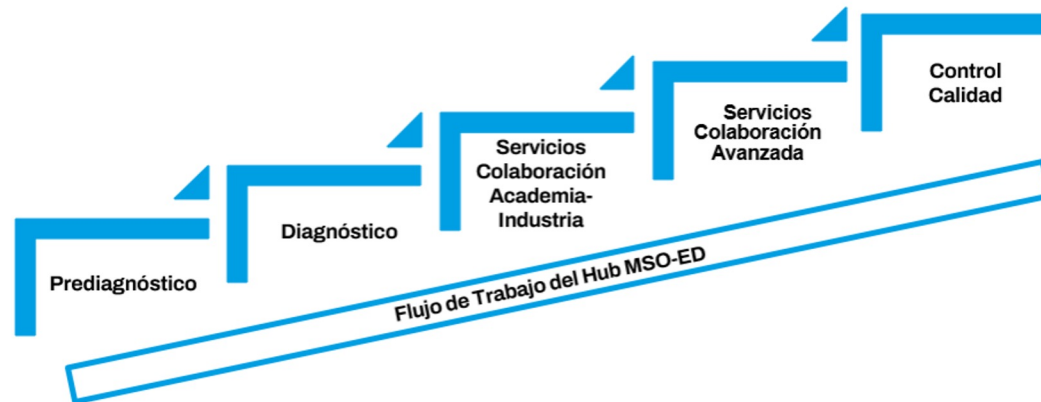 Prediagnóstico
Diagnóstico
Servicios
Colaboración
Academia-
Industria
Servicios
Colaboración
Avanzada
Control
Calidad
Flujo de Trabajo del Hub MSO-ED